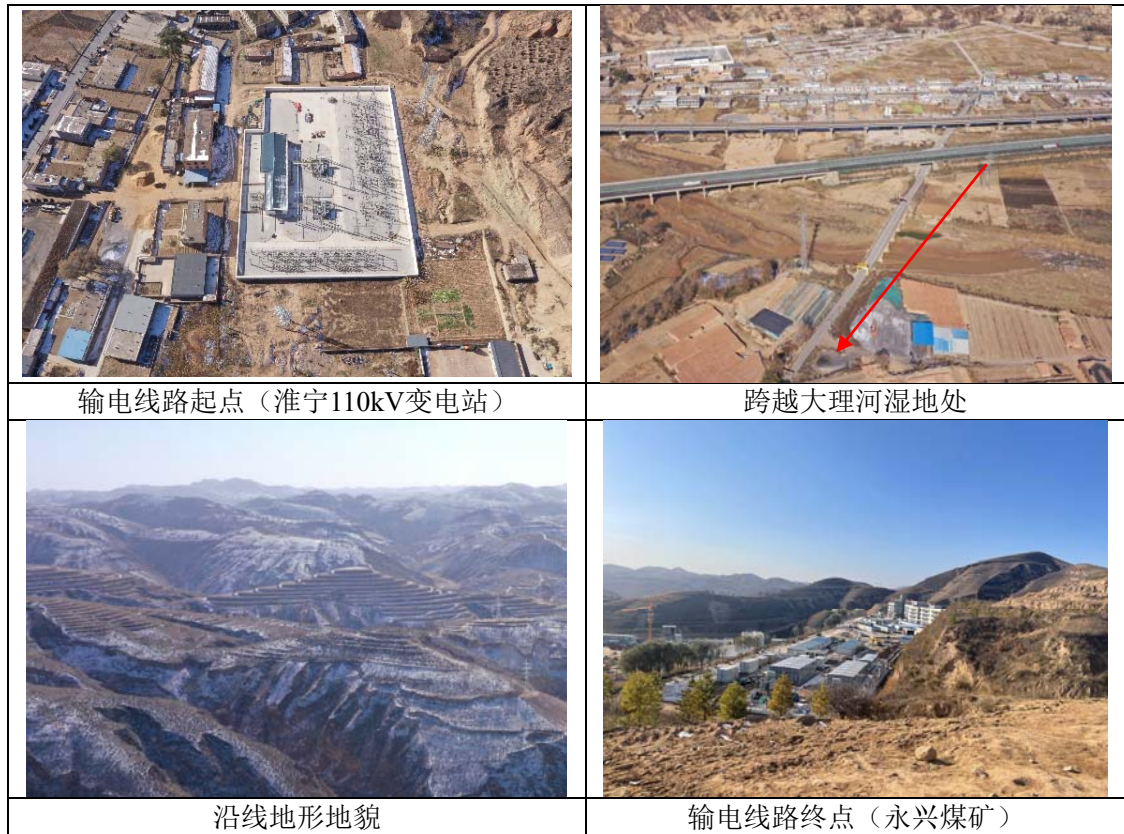 输电线路起点（淮宁110kV变电站）
跨越大理河湿地处
沿线地形地貌
输电线路终点（永兴煤矿）